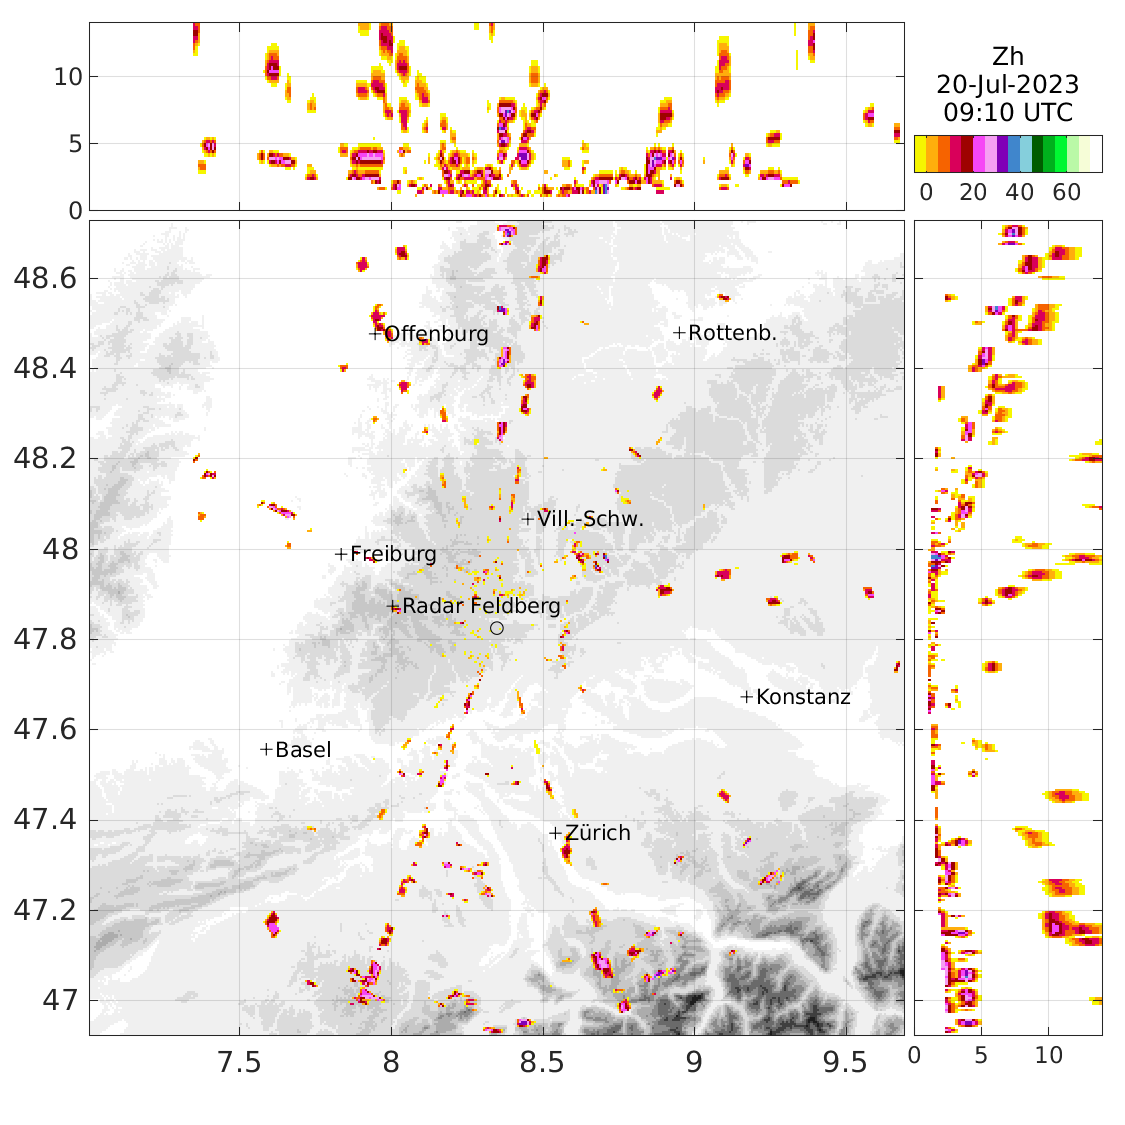 Zh
20-Jul-2023
09:10 UTC
10
5
0
0 20 40 60
48.6
48.4
48.2
48
47.8
47.6
47.4
47.2
47
Offenburg
Rottenb.
Vill.-Schw.
Freiburg
Radar Feldberg
Konstanz
Basel
Zürich
7.5 8 8.5 9 9.5
0 5 10